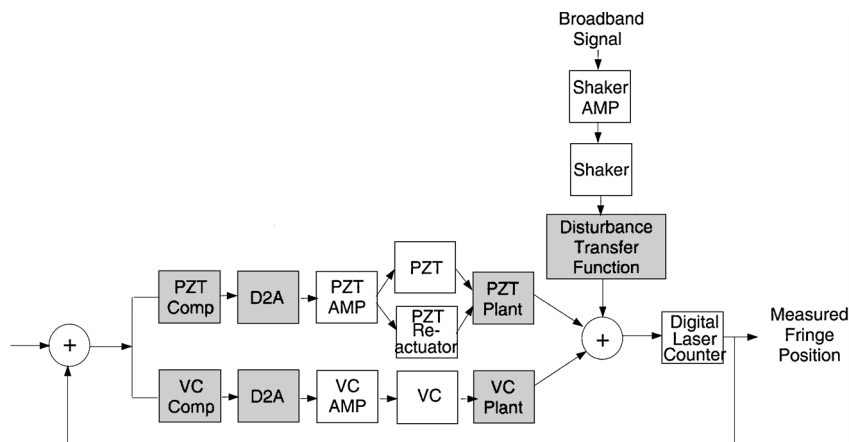 Broadband
Signal
Shaker
AMP
Shaker
Disturbance
Transfer
Function
PZT
Comp
D2A
PZT
AMP
PZT
PZT
Re-
actuator
PZT
Plant
+
+
Digital
Laser
Counter
Measured
Fringe
Position
VC
Comp
D2A
VC
AMP
VC
VC
Plant